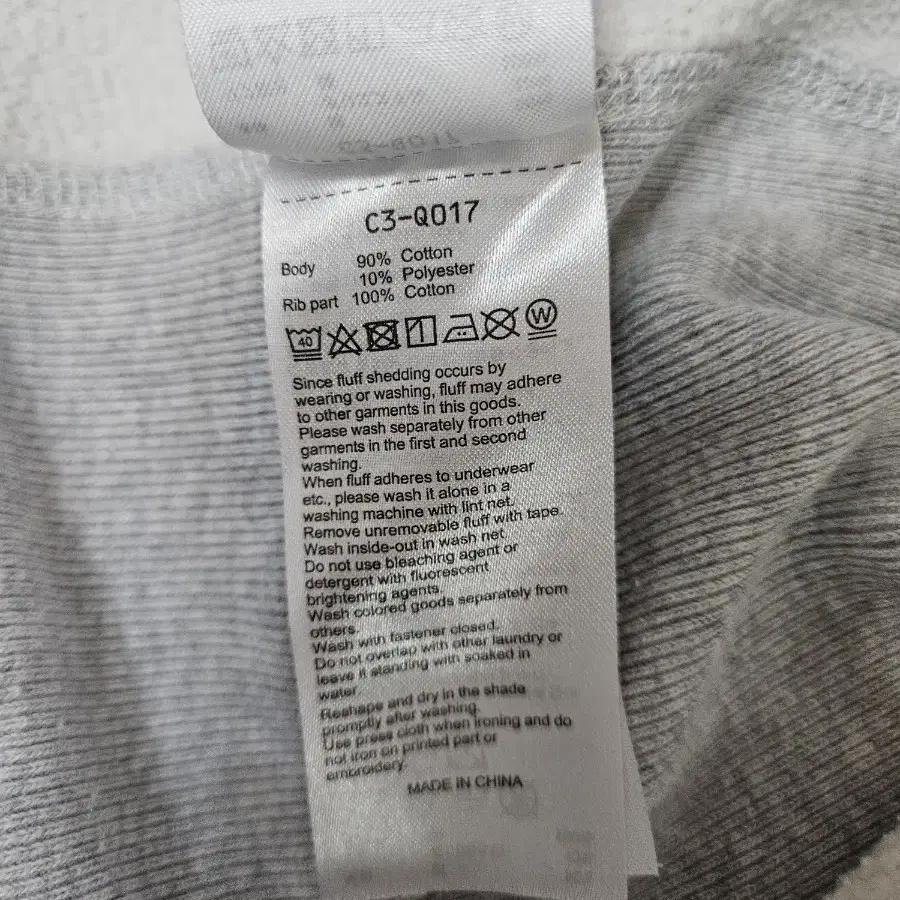 C3-Q017
Body 90% Cotton
10% Polyester
Rib part 100% Cotton
40
W
Since fluff shedding occurs by
wearing or washing, fluff may adhere
to other garments in this goods.
Please wash separately from other
garments in the first and second
washing.
When fluff adheres to underwear
etc., please wash it alone in a
washing machine with lint net.
Remove unremovable fluff with tape.
Wash inside-out in wash net.
Do not use bleaching agent or
detergent with fluorescent
brightening agents.
Wash colored goods separately from
others.
Wash with fastener closed.
Do not overlap with other laundry or
leave it standing with soaked in
water.
Reshape and dry in the shade
promptly after washing.
Use press cloth when ironing and do
not iron on printed part or
embroidery.
MADE IN CHINA